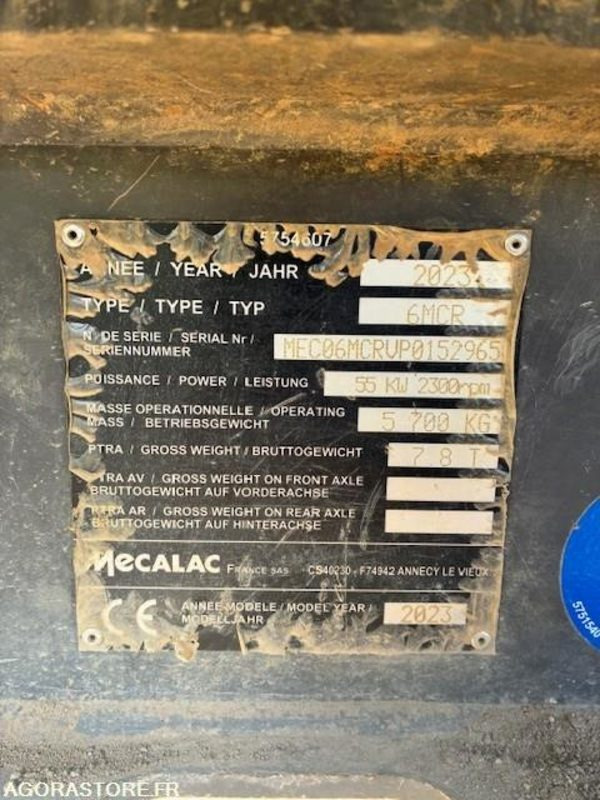 5754607
ANNEE / YEAR / JAHR 2023
TYPE / TYPE / TYP 6MCR
N. DE SERIE / SERIAL Nr / SERIENNUMMER MEC06MCRVP0152965
PUISSANCE / POWER / LEISTUNG 55 KW 2300rpm
MASSE OPERATIONNELLE / OPERATING
MASS / BETRIEBSGEWICHT 5 700 KG
PTRA / GROSS WEIGHT / BRUTTOGEWICHT 7 8 T
PTRA AV / GROSS WEIGHT ON FRONT AXLE
BRUTTOGEWICHT AUF VORDERACHSE
PTRA AR / GROSS WEIGHT ON REAR AXLE
BRUTTOGEWICHT AUF HINTERACHSE
MECALAC FRANCE SAS CS40230 - F74942 ANNECY LE VIEUX
CE ANNEE MODELE / MODEL YEAR / MODELLJAHR 2023
5751540
AGORASTORE.FR